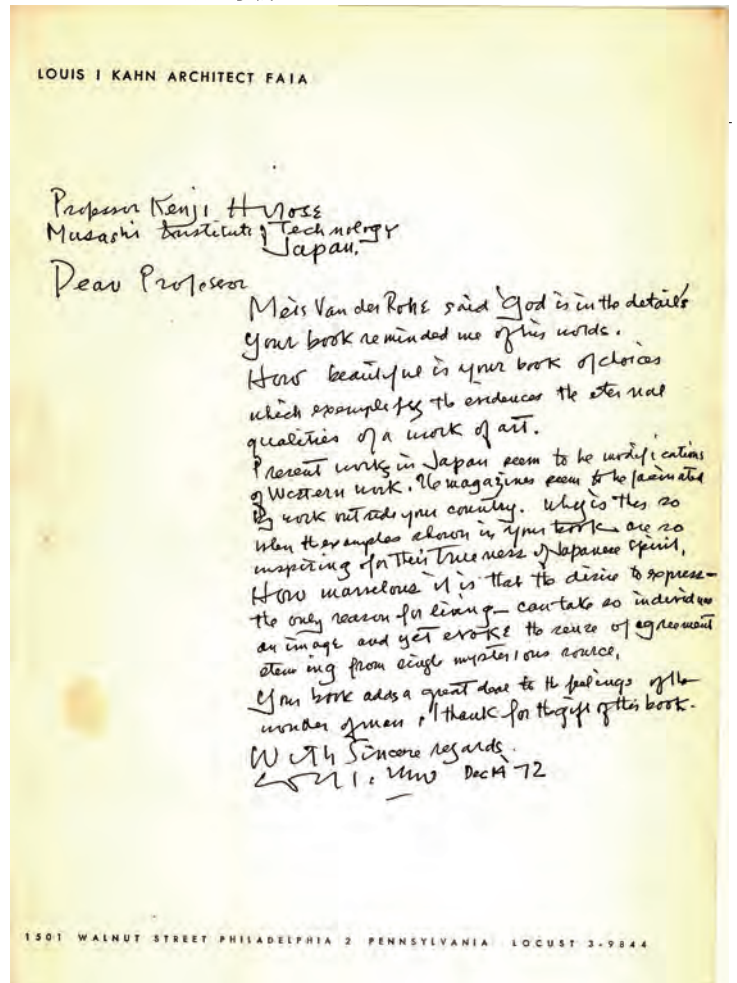 LOUIS I KAHN ARCHITECT FAIA
Professor Kenji Hirose
Musashi Institute of Technology
Japan.
Dear Professor
Meis Van der Rohe said 'God is in the details
Your book reminded me of his words.
How beautiful is your book of choices
which exemplifys the evidences the eternal
qualities of a work of art.
Present works in Japan seem to be modifications
of Western work. The magazines seem to be fascinated
by work outside your country. Why is this so
when the examples shown in your book are so
inspiring for their trueness of Japanese spirit,
How marvelous it is that the desire to express—
the only reason for living— can take so individual
an image and yet evoke the sense of agreement
steming from single mysterious source,
Your book adds a great deal to the feelings of the
wonder of man, I thank for the gift of this book.
With Sincere regards.
Dec 14 '72
1501 WALNUT STREET PHILADELPHIA 2 PENNSYLVANIA LOCUST 3-9844